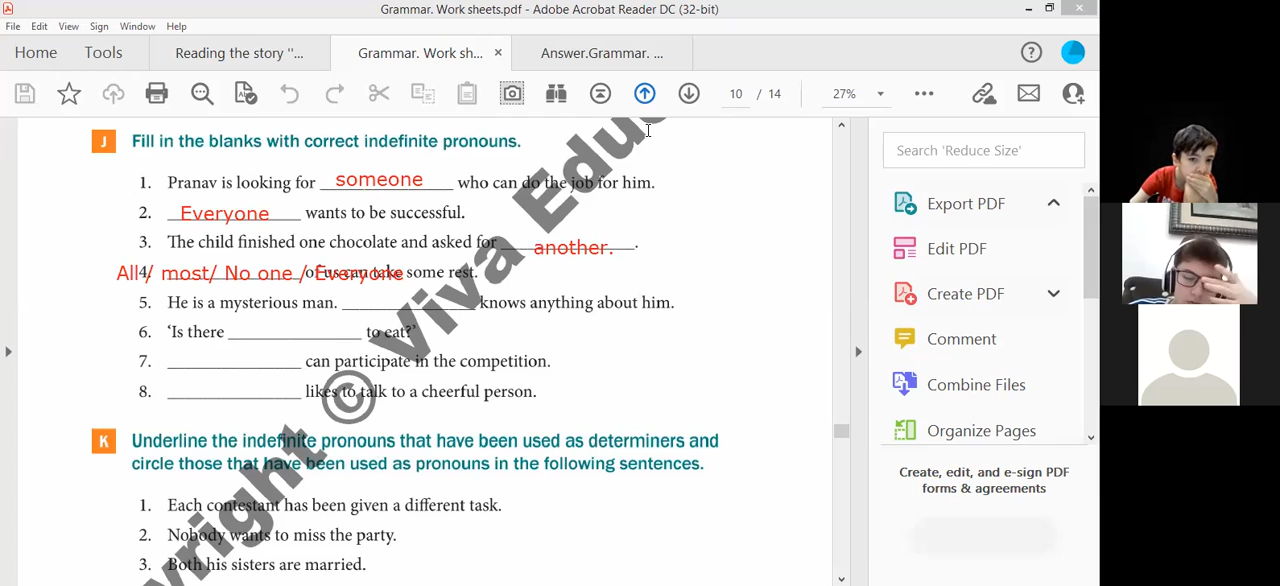 Grammar. Work sheets.pdf - Adobe Acrobat Reader DC (32-bit)
File Edit View Sign Window Help
Home Tools Reading the story "... Grammar. Work sh... × Answer.Grammar. ...
10 / 14 27%
J Fill in the blanks with correct indefinite pronouns.
1. Pranav is looking for someone who can do the job for him.
2. Everyone wants to be successful.
3. The child finished one chocolate and asked for another. .
4. All/ most/ No one / Everyone of us can take some rest.
5. He is a mysterious man. ______________ knows anything about him.
6. ‘Is there ______________ to eat?’
7. ______________ can participate in the competition.
8. ______________ likes to talk to a cheerful person.
K Underline the indefinite pronouns that have been used as determiners and
circle those that have been used as pronouns in the following sentences.
1. Each contestant has been given a different task.
2. Nobody wants to miss the party.
3. Both his sisters are married.
yright © Viva Educ
Search 'Reduce Size'
Export PDF
Edit PDF
Create PDF
Comment
Combine Files
Organize Pages
Create, edit, and e-sign PDF
forms & agreements